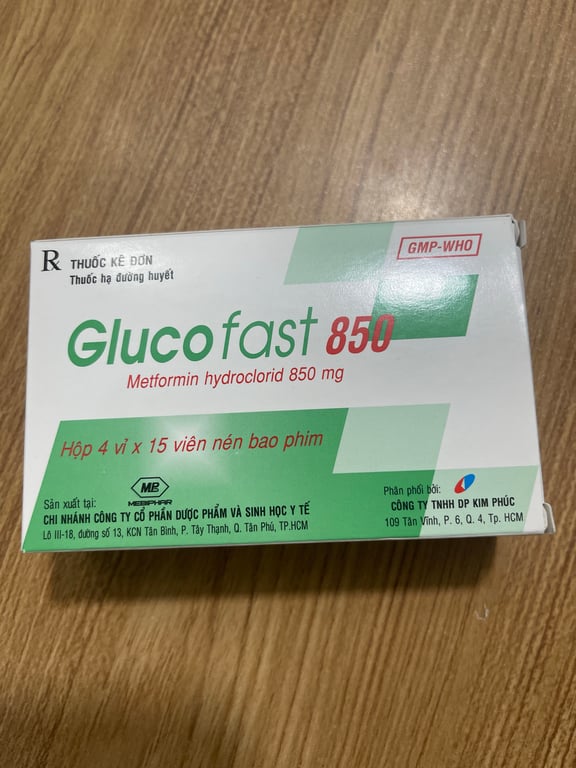 Rx THUỐC KÊ ĐƠN
Thuốc hạ đường huyết
GMP-WHO
Glucofast 850
Metformin hydroclorid 850 mg
Hộp 4 vỉ x 15 viên nén bao phim
MEBIPHAR
Sản xuất tại:
CHI NHÁNH CÔNG TY CỔ PHẦN DƯỢC PHẨM VÀ SINH HỌC Y TẾ
Lô III-18, đường số 13, KCN Tân Bình, P. Tây Thạnh, Q. Tân Phú, TP.HCM
Phân phối bởi:
CÔNG TY TNHH DP KIM PHÚC
109 Tân Vĩnh, P. 6, Q. 4, Tp. HCM